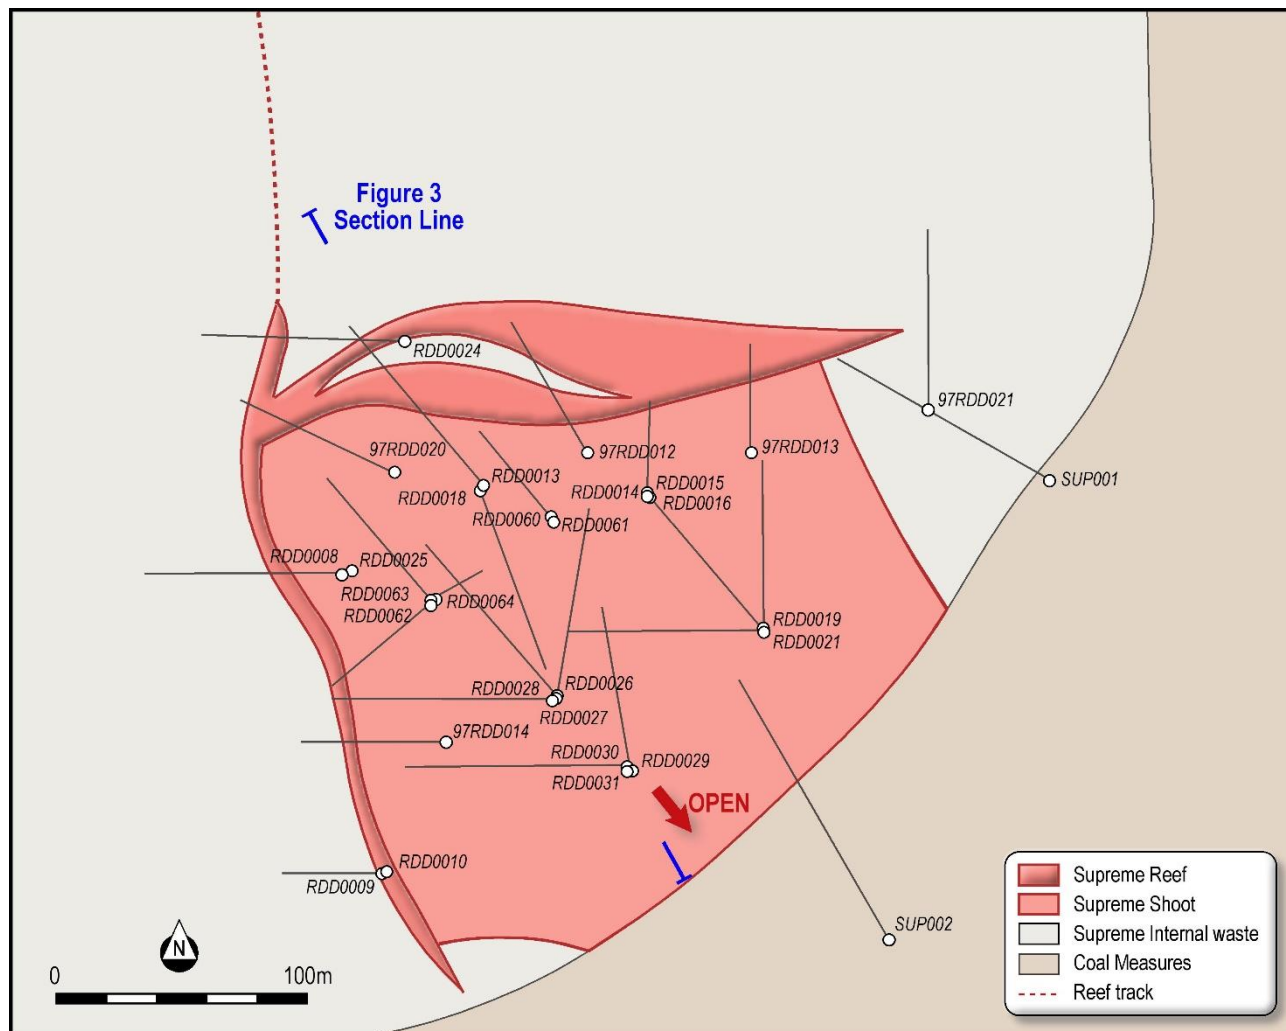 Figure 3
Section Line
RDD0024
97RDD021
97RDD020
97RDD012
97RDD013
RDD0013
RDD0018
RDD0014
RDD0015
RDD0016
SUP001
RDD0060
RDD0061
RDD0008
RDD0025
RDD0063
RDD0062
RDD0064
RDD0019
RDD0021
RDD0028
RDD0026
RDD0027
97RDD014
RDD0030
RDD0029
RDD0031
OPEN
RDD0010
RDD0009
SUP002
N
0
100m
Supreme Reef
Supreme Shoot
Supreme Internal waste
Coal Measures
Reef track